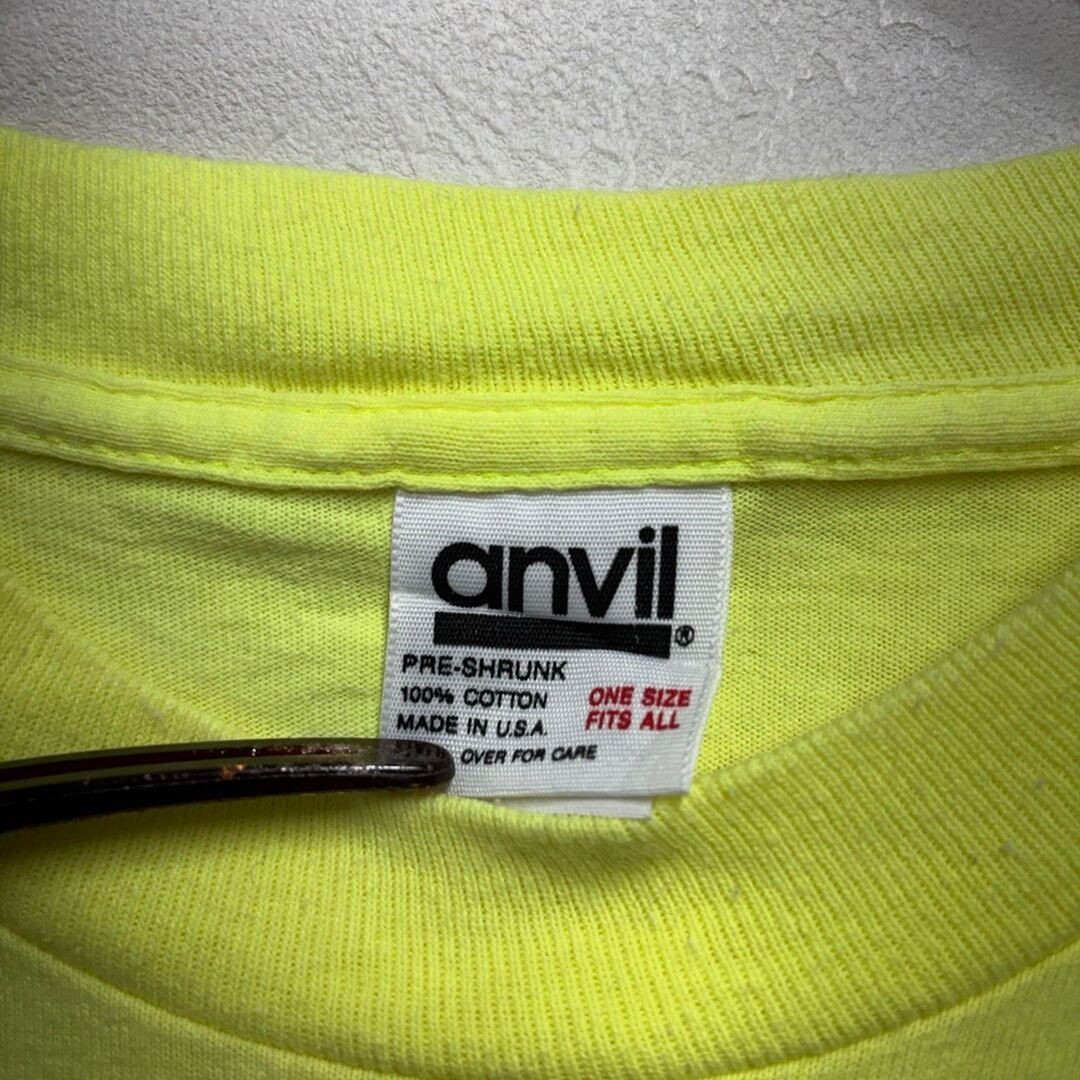 anvil®
PRE-SHRUNK
100% COTTON
MADE IN U.S.A.
ONE SIZE
FITS ALL
OVER FOR CARE